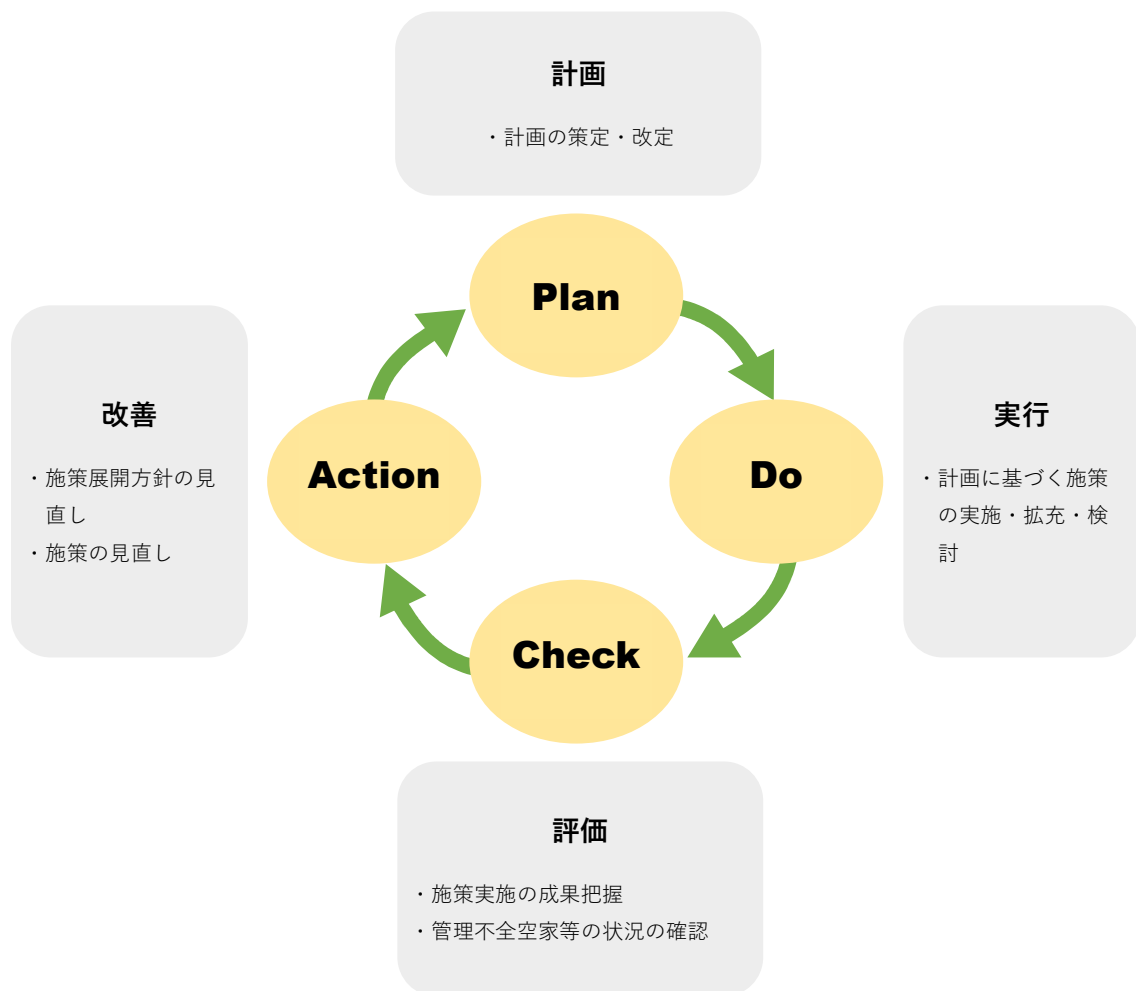 計画
・計画の策定・改定
Plan
改善
・施策展開方針の見
直し
・施策の見直し
Action
Do
実行
・計画に基づく施策
の実施・拡充・検
討
Check
評価
・施策実施の成果把握
・管理不全空家等の状況の確認